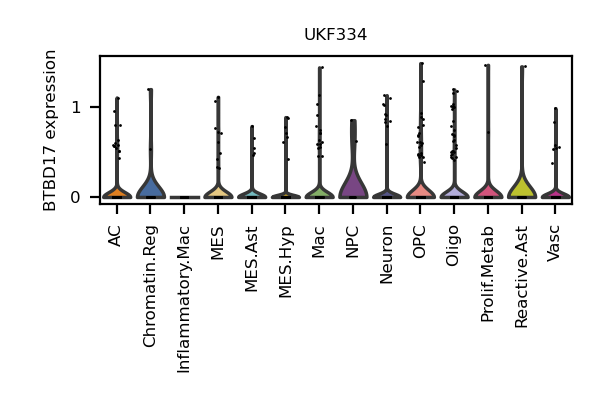 UKF334
BTBD17 expression
1
0
AC
Chromatin.Reg
Inflammatory.Mac
MES
MES.Ast
MES.Hyp
Mac
NPC
Neuron
OPC
Oligo
Prolif.Metab
Reactive.Ast
Vasc